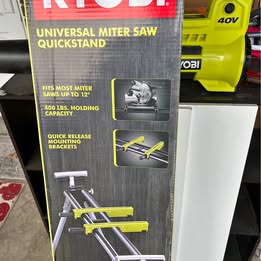 RYOBI
UNIVERSAL MITER SAW
QUICKSTAND
FITS MOST MITER
SAWS UP TO 12"
400 LBS. HOLDING
CAPACITY
QUICK RELEASE
MOUNTING
BRACKETS
40V
RYOBI